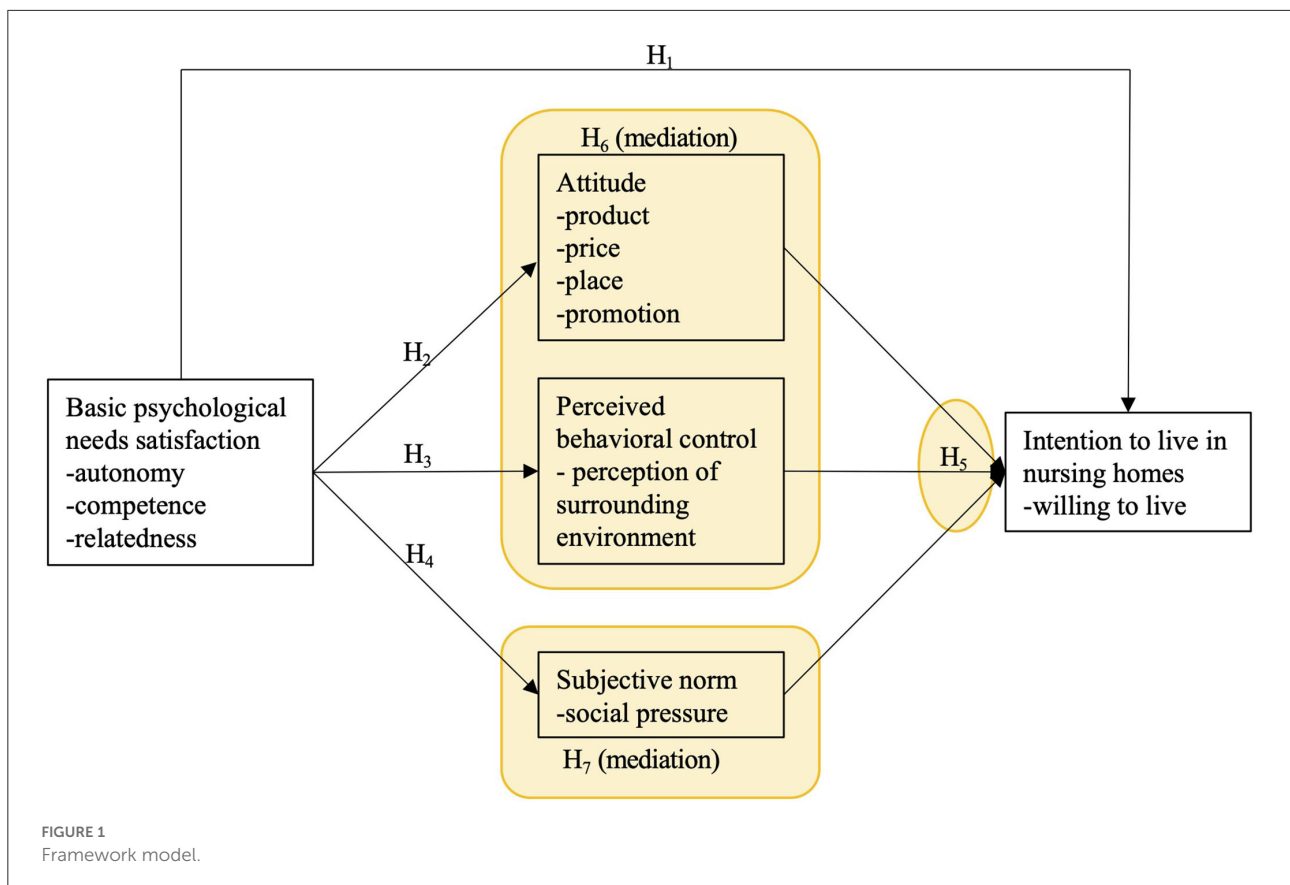 H₁
H₆ (mediation)
Attitude
-product
-price
-place
-promotion
H₂
Basic psychological
needs satisfaction
-autonomy
-competence
-relatedness
H₃
Perceived
behavioral control
- perception of
surrounding
environment
H₅
Intention to live in
nursing homes
-willing to live
H₄
Subjective norm
-social pressure
H₇ (mediation)
FIGURE 1
Framework model.